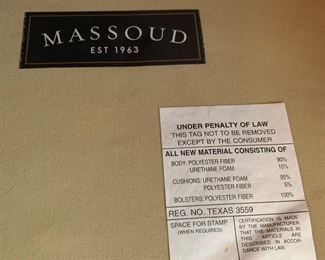 MASSOUD
EST 1963
UNDER PENALTY OF LAW
THIS TAG NOT TO BE REMOVED
EXCEPT BY THE CONSUMER
ALL NEW MATERIAL CONSISTING OF
BODY: POLYESTER FIBER 90%
URETHANE FOAM 10%
CUSHIONS: URETHANE FOAM 95%
POLYESTER FIBER 5%
BOLSTERS: POLYESTER FIBER 100%
REG. NO. TEXAS 3559
SPACE FOR STAMP
(WHEN REQUIRED)
CERTIFICATION IS MADE
BY THE MANUFACTURER
THAT THE MATERIALS IN
THIS ARTICLE ARE
DESCRIBED IN ACCOR-
DANCE WITH LAW.